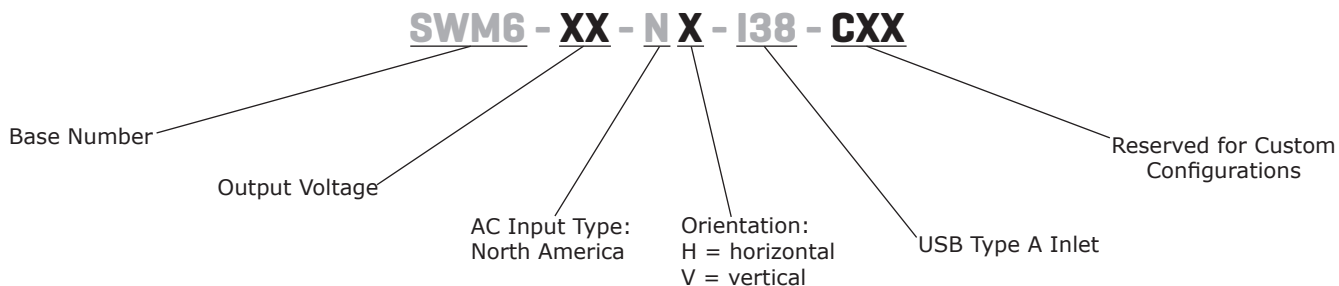 SWM6 - XX - N X - I38 - CXX
Base Number
Reserved for Custom
Configurations
Output Voltage
AC Input Type:
North America
Orientation:
H = horizontal
V = vertical
USB Type A Inlet